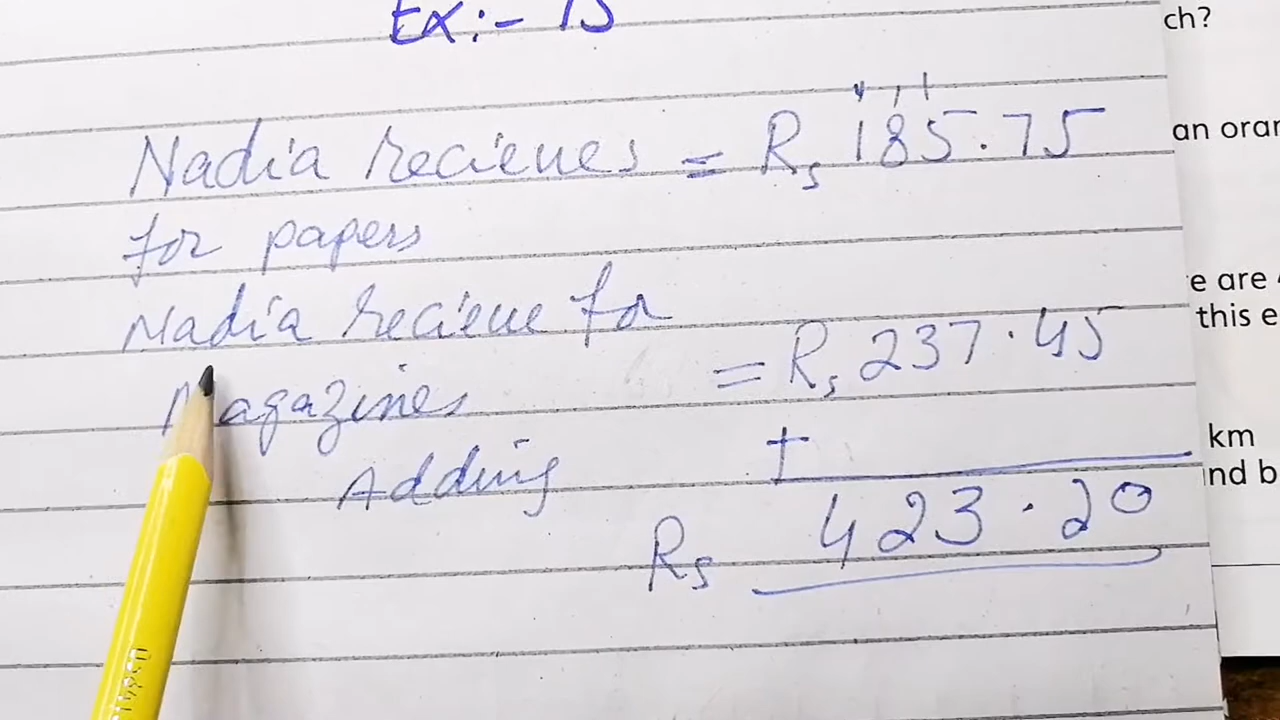 Ex:- 15
Nadia recieves = Rs 185.75
for papers
Nadia recieve for
Magazines = Rs 237.45
Adding +
Rs 423.20
ch?
an oran
e are
this e
km
nd b